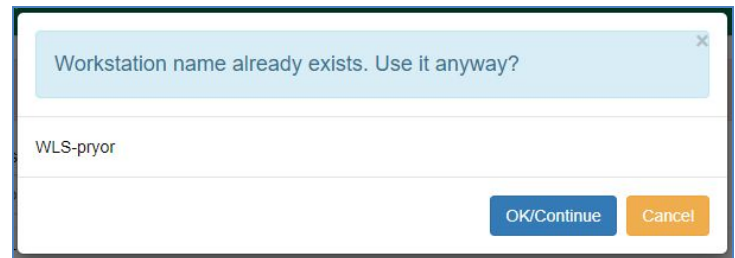 Workstation name already exists. Use it anyway?
×
WLS-pryor
OK/Continue
Cancel